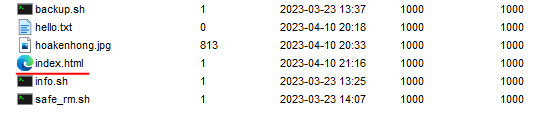 backup.sh 1 2023-03-23 13:37 1000 1000
hello.txt 0 2023-04-10 20:18 1000 1000
hoakenhong.jpg 813 2023-04-10 20:33 1000 1000
index.html 1 2023-04-10 21:16 1000 1000
info.sh 1 2023-03-23 13:25 1000 1000
safe_rm.sh 1 2023-03-23 14:07 1000 1000